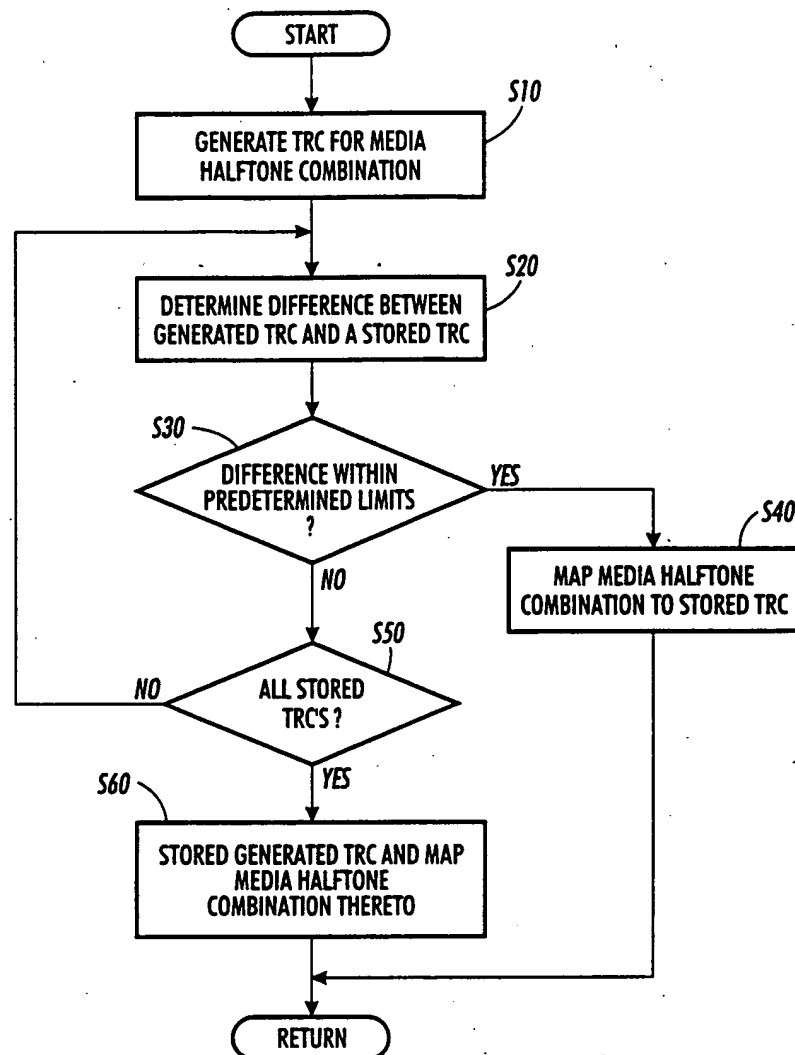 START
S10
GENERATE TRC FOR MEDIA
HALFTONE COMBINATION
S20
DETERMINE DIFFERENCE BETWEEN
GENERATED TRC AND A STORED TRC
S30
DIFFERENCE WITHIN
PREDETERMINED LIMITS
?
YES
S40
MAP MEDIA HALFTONE
COMBINATION TO STORED TRC
NO
S50
ALL STORED
TRC'S ?
NO
YES
S60
STORED GENERATED TRC AND MAP
MEDIA HALFTONE
COMBINATION THERETO
RETURN